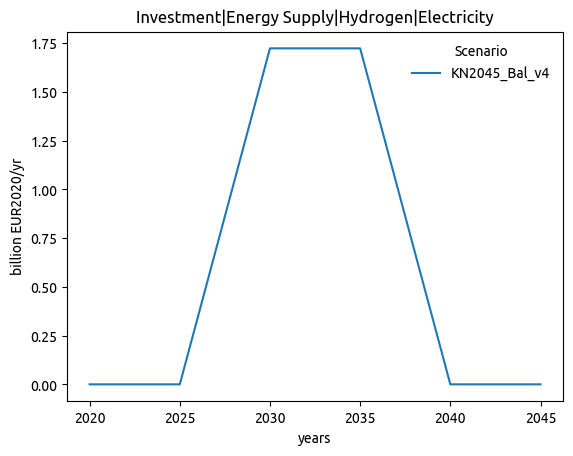 Investment|Energy Supply|Hydrogen|Electricity
Scenario
KN2045_Bal_v4
billion EUR2020/yr
1.75
1.50
1.25
1.00
0.75
0.50
0.25
0.00
2020 2025 2030 2035 2040 2045
years